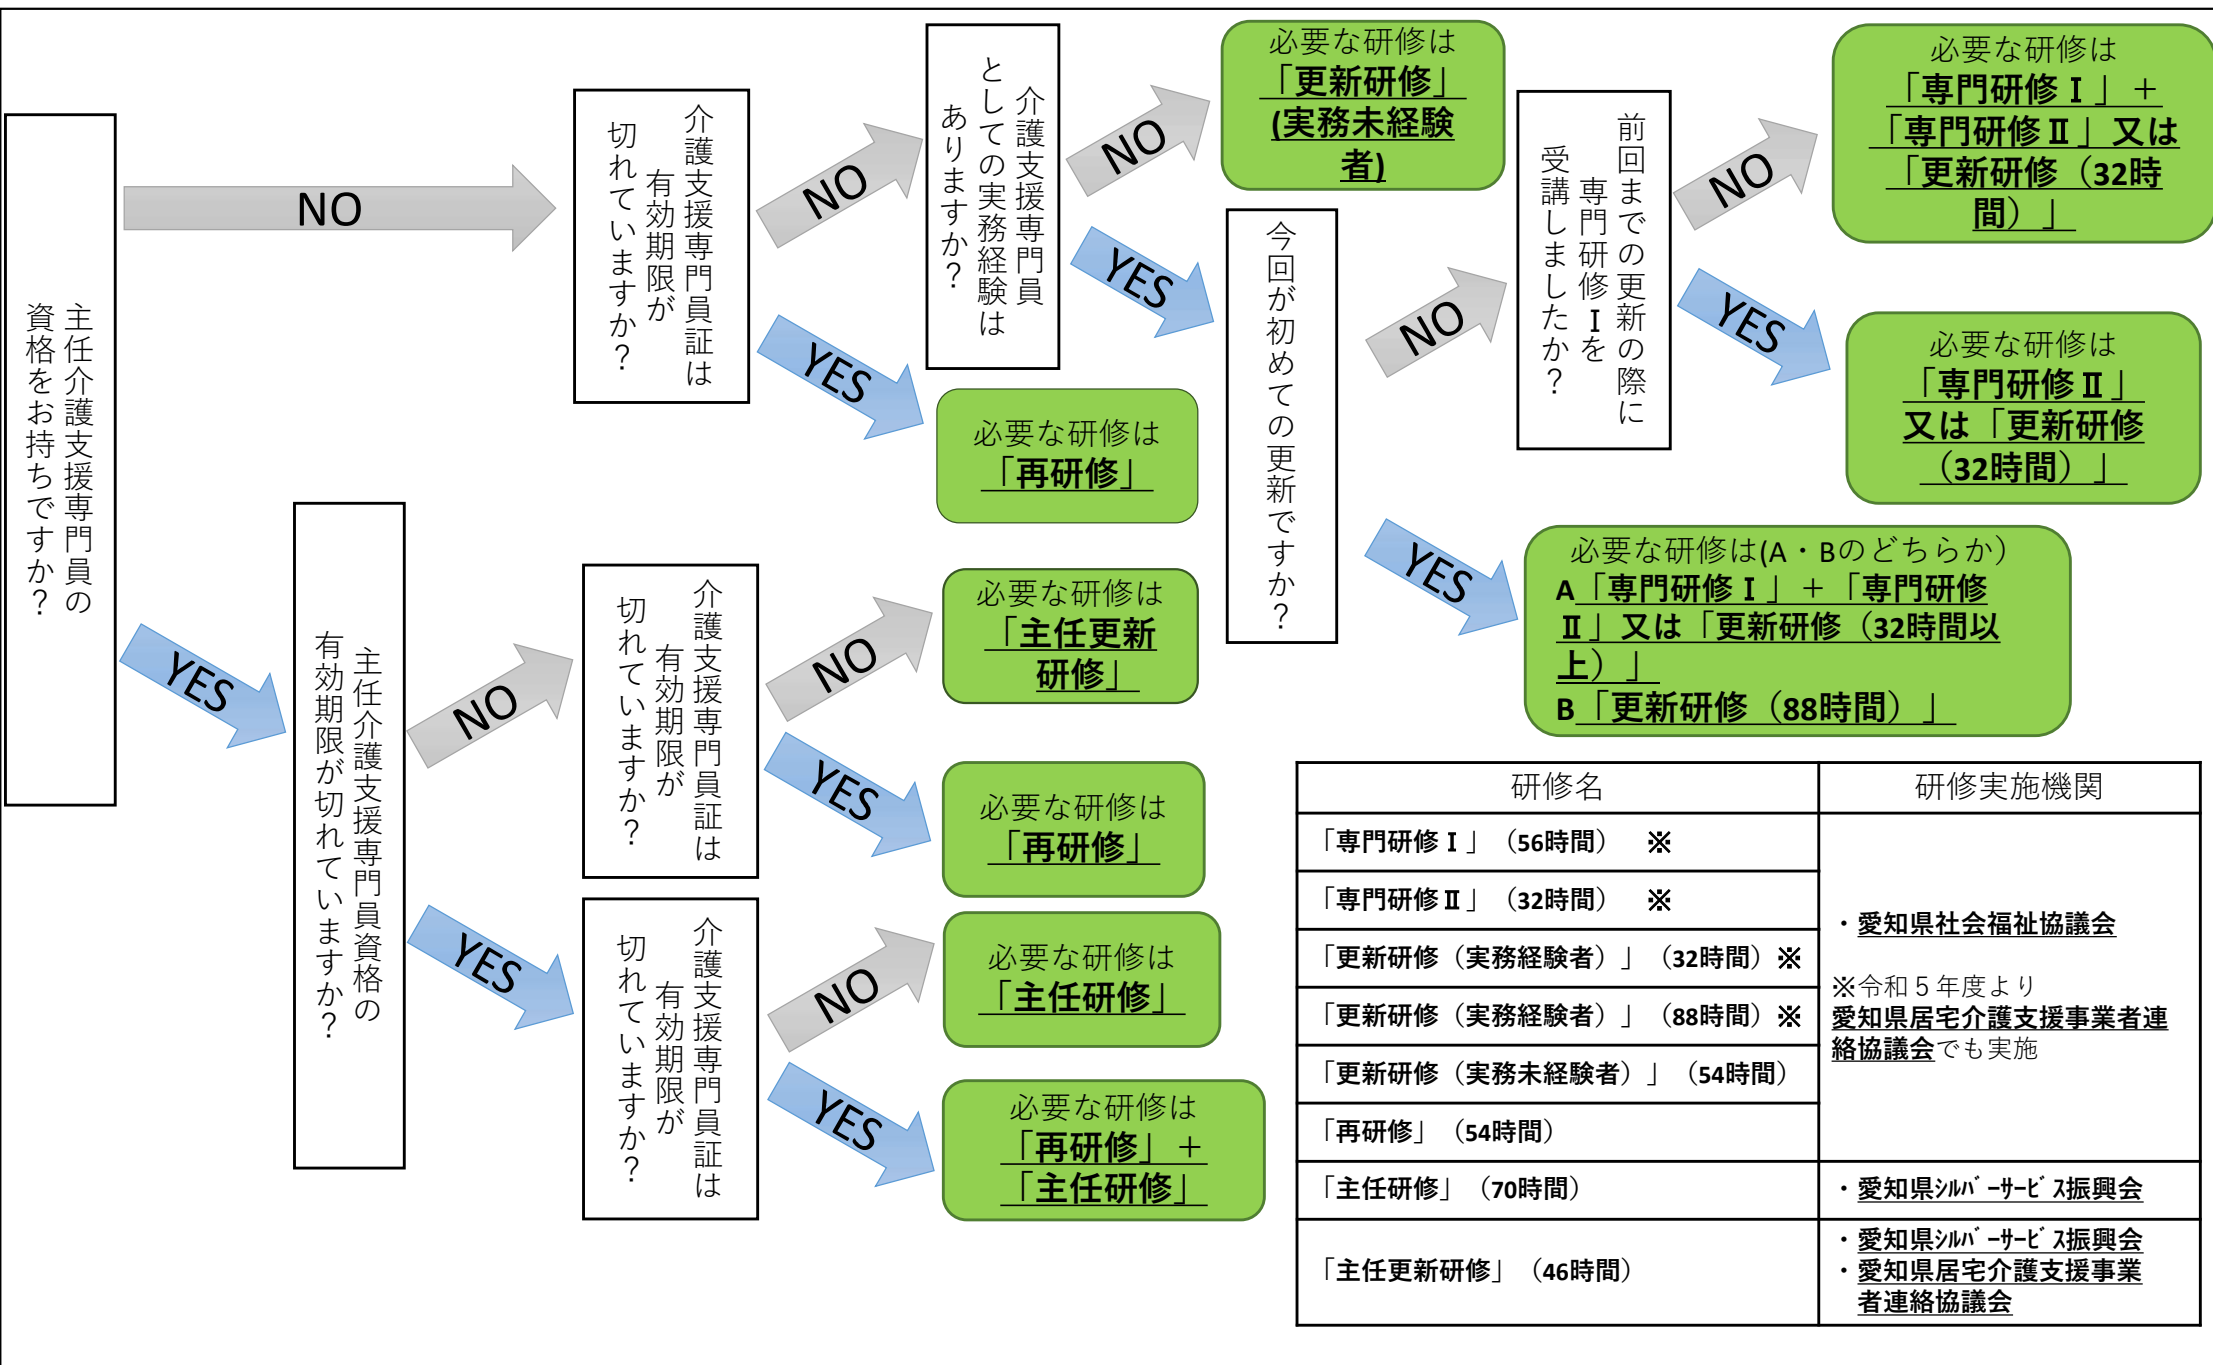 主任介護支援専門員の
資格をお持ちですか？
NO
YES
介護支援専門員証は
有効期限が
切れていますか？
NO
YES
介護支援専門員
としての実務経験は
ありますか？
NO
YES
必要な研修は
「更新研修」
(実務未経験
者)
必要な研修は
「再研修」
今回が初めての更新ですか？
NO
YES
前回までの更新の際に
専門研修Ⅰを
受講しましたか？
NO
YES
必要な研修は
「専門研修Ⅰ」＋
「専門研修Ⅱ」又は
「更新研修（32時
間）」
必要な研修は
「専門研修Ⅱ」
又は「更新研修
（32時間）」
必要な研修は(A・Bのどちらか）
A「専門研修Ⅰ」＋「専門研修
Ⅱ」又は「更新研修（32時間以
上）」
B「更新研修（88時間）」
主任介護支援専門員資格の
有効期限が切れていますか？
NO
YES
介護支援専門員証は
有効期限が
切れていますか？
NO
YES
必要な研修は
「主任更新
研修」
必要な研修は
「再研修」
介護支援専門員証は
有効期限が
切れていますか？
NO
YES
必要な研修は
「主任研修」
必要な研修は
「再研修」＋
「主任研修」
研修名
研修実施機関
「専門研修Ⅰ」（56時間）　※
「専門研修Ⅱ」（32時間）　※
「更新研修（実務経験者）」（32時間）※
「更新研修（実務経験者）」（88時間）※
「更新研修（実務未経験者）」（54時間）
「再研修」（54時間）
・愛知県社会福祉協議会
※令和５年度より
愛知県居宅介護支援事業者連
絡協議会でも実施
「主任研修」（70時間）
・愛知県ｼﾙﾊﾞｰｻｰﾋﾞｽ振興会
「主任更新研修」（46時間）
・愛知県ｼﾙﾊﾞｰｻｰﾋﾞｽ振興会
・愛知県居宅介護支援事業
者連絡協議会